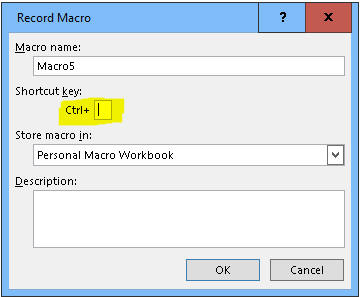 Record Macro
? x
Macro name:
Macro5
Shortcut key:
Ctrl+
Store macro in:
Personal Macro Workbook
Description:
OK Cancel